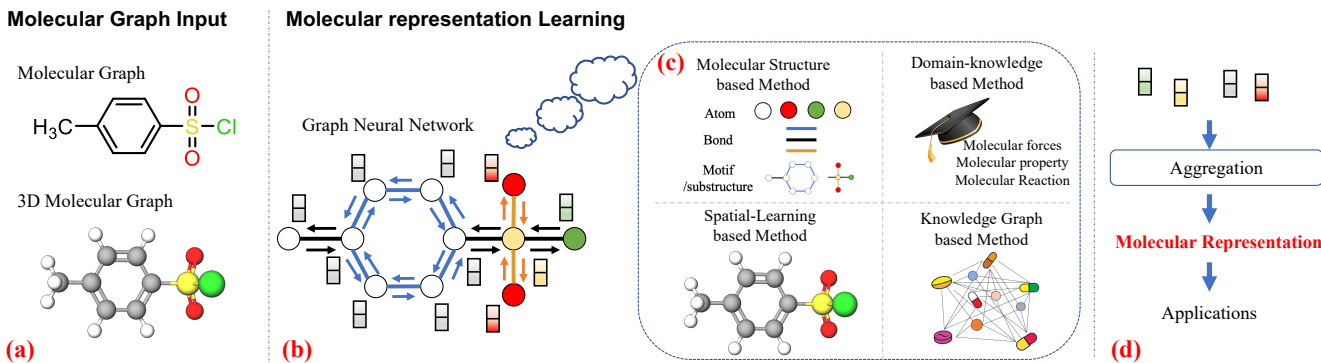 Molecular Graph Input
Molecular Graph
H₃C
O
S
Cl
O
3D Molecular Graph
(a)
Molecular representation Learning
Graph Neural Network
(b)
(c)
Molecular Structure
based Method
Atom
Bond
Motif
/substructure
Domain-knowledge
based Method
Molecular forces
Molecular property
Molecular Reaction
Spatial-Learning
based Method
Knowledge Graph
based Method
Aggregation
Molecular Representation
Applications
(d)